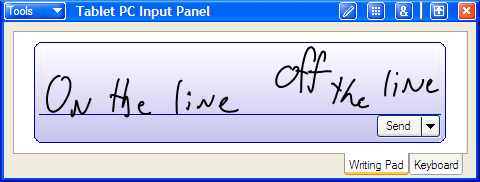 Tools Tablet PC Input Panel &
On the line off the line
Send
Writing Pad Keyboard